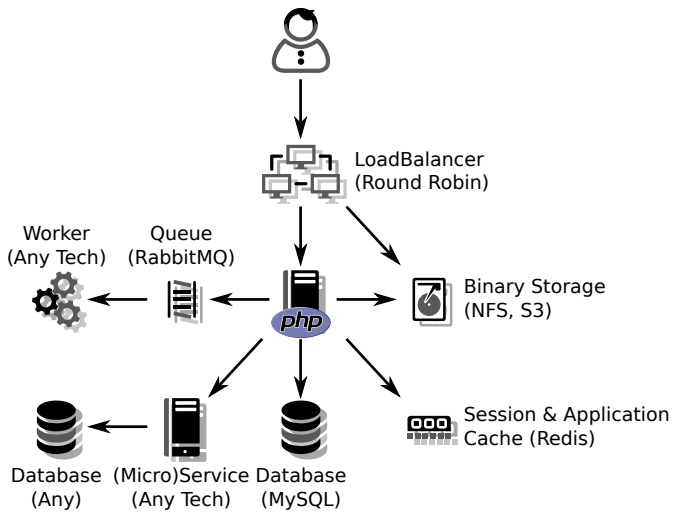 LoadBalancer
(Round Robin)
Worker
(Any Tech)
Queue
(RabbitMQ)
php
Binary Storage
(NFS, S3)
Session & Application
Cache (Redis)
Database
(Any)
(Micro)Service
(Any Tech)
Database
(MySQL)